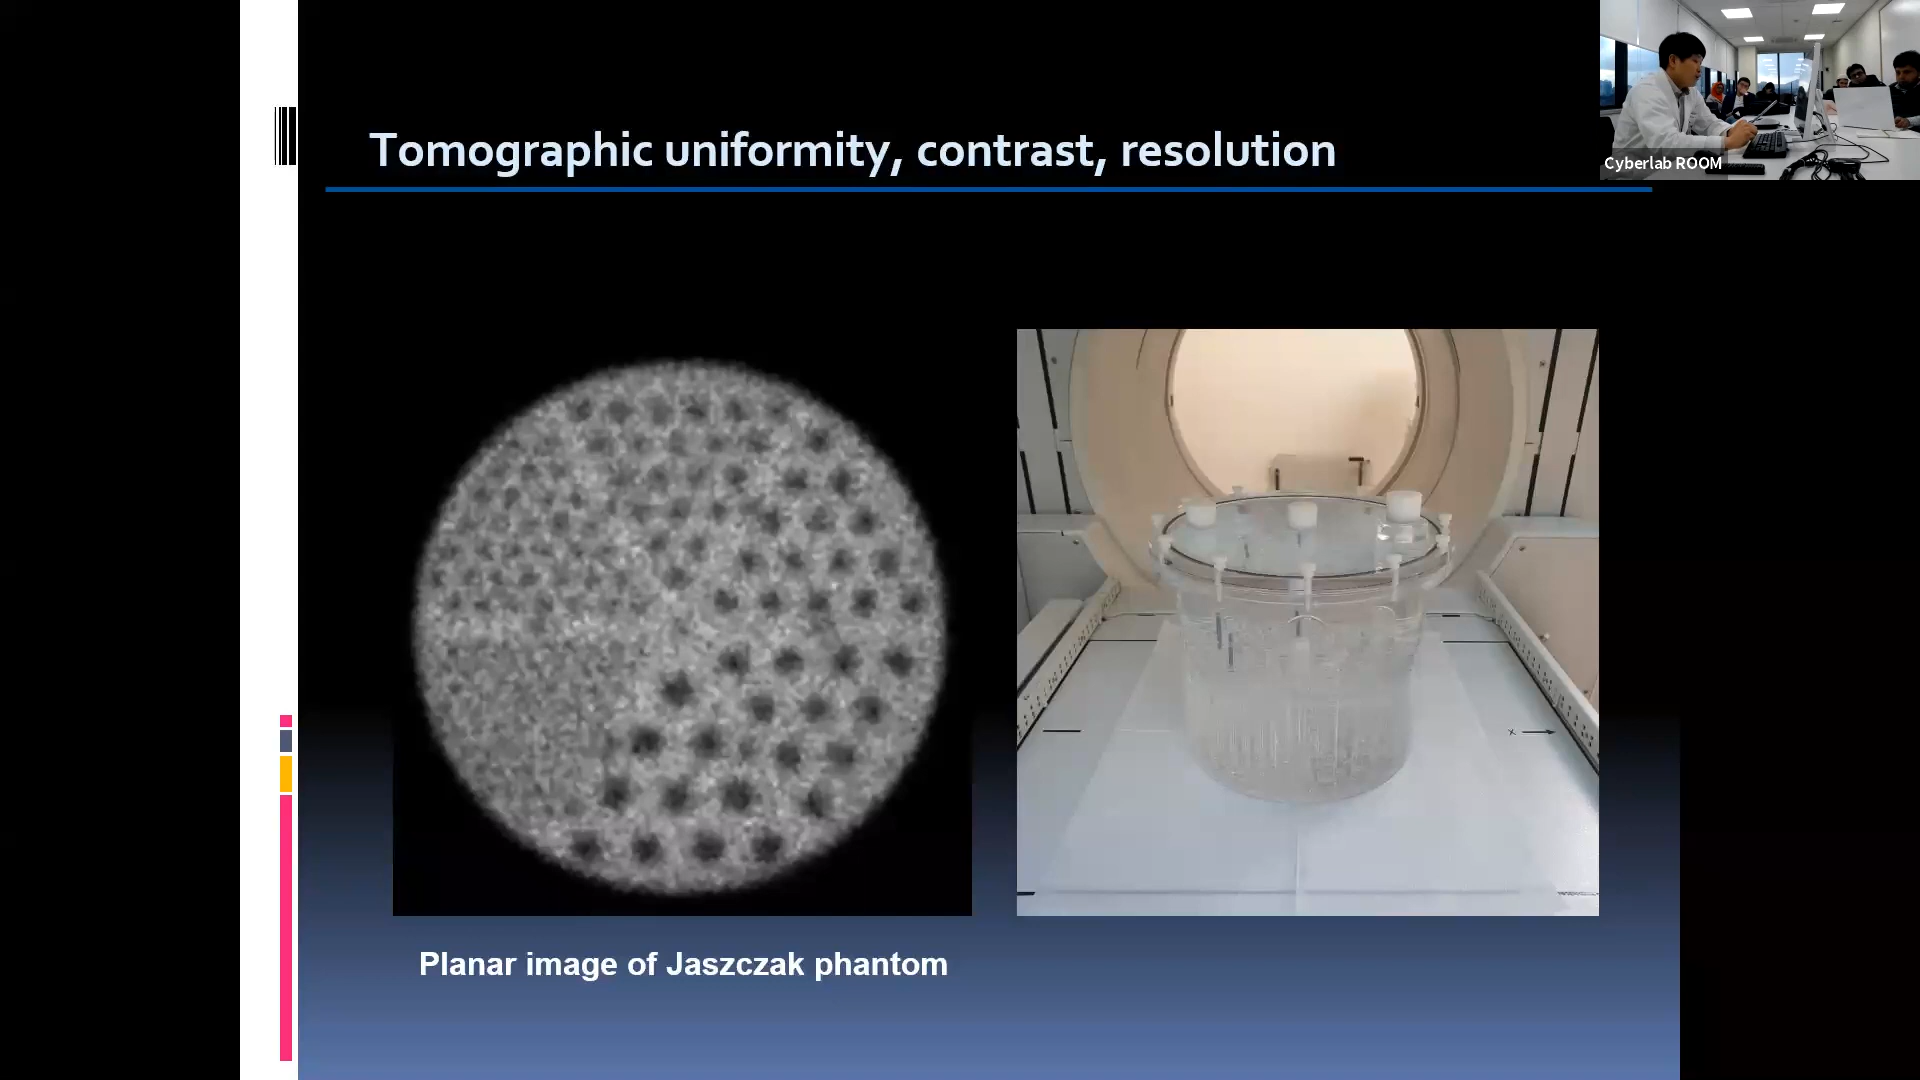 Tomographic uniformity, contrast, resolution
Cyberlab ROOM
x
Planar image of Jaszczak phantom